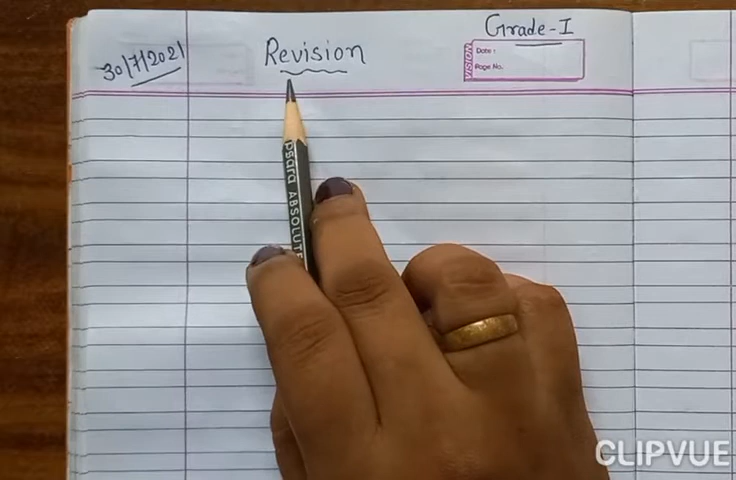 Grade-I
30/7/2021
Revision
VISION
Date :
Page No.
apsara ABSOLUTE
CLIPVUE